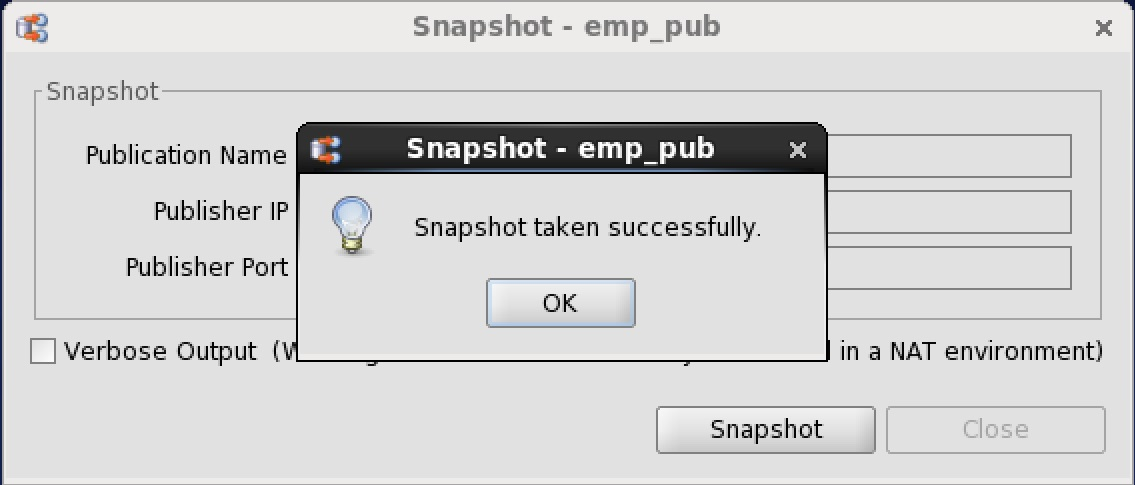 Snapshot - emp_pub
Snapshot
Publication Name
Snapshot - emp_pub
Publisher IP
Snapshot taken successfully.
Publisher Port
OK
Verbose Output in a NAT environment)
Snapshot Close